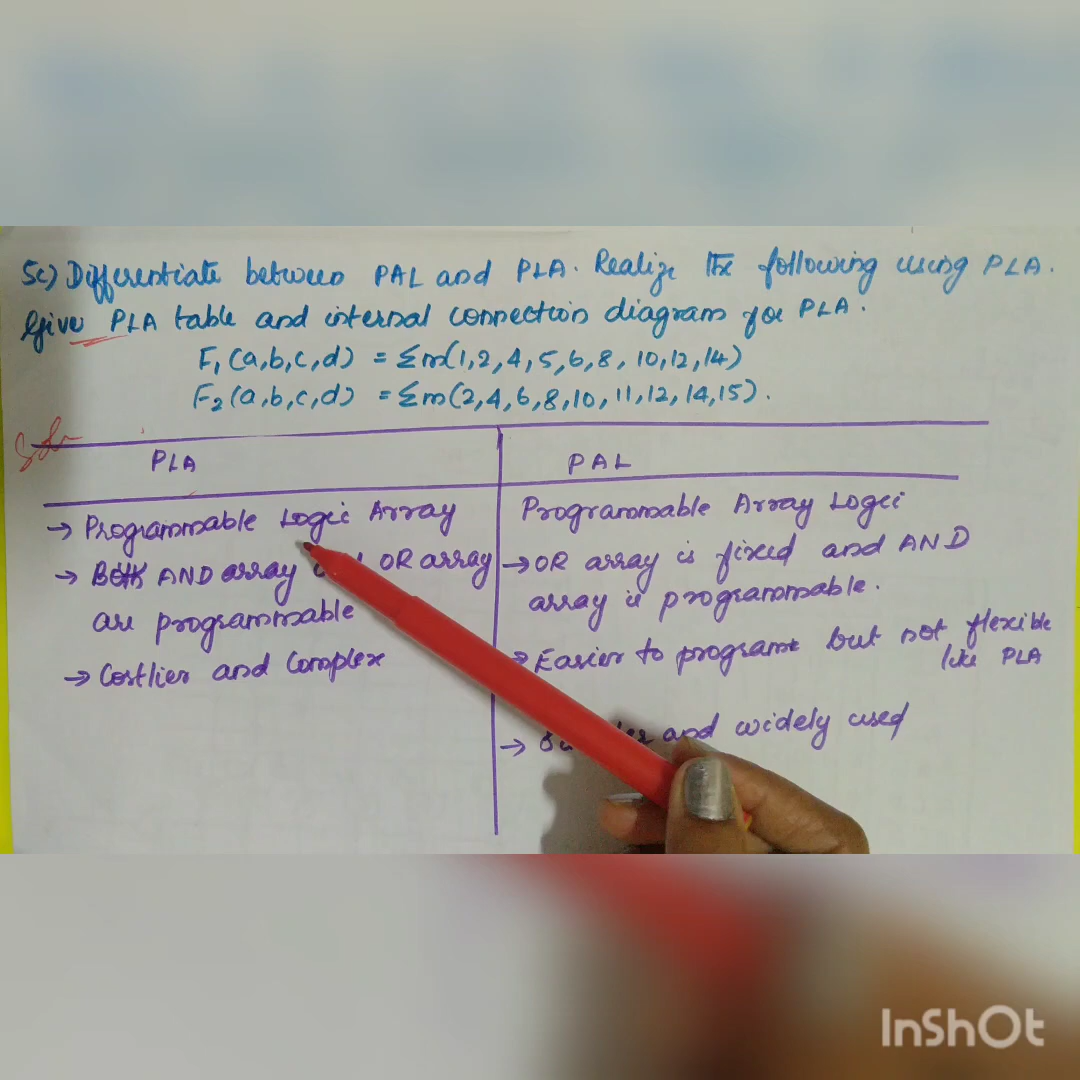 5c) Differentiate between PAL and PLA. Realize the following using PLA.
Give PLA table and internal connection diagram for PLA.
F₁(a,b,c,d) = Σm(1,2,4,5,6,8,10,12,14)
F₂(a,b,c,d) = Σm(2,4,6,8,10,11,12,14,15).
Soln
PLA
→ Programmable Logic Array
→ Both AND array OR array
are programmable
→ Costlier and Complex
PAL
Programmable Array Logic
→ OR array is fixed and AND
array is programmable.
→ Easier to program but not flexible
like PLA
→ and widely used
InShOt